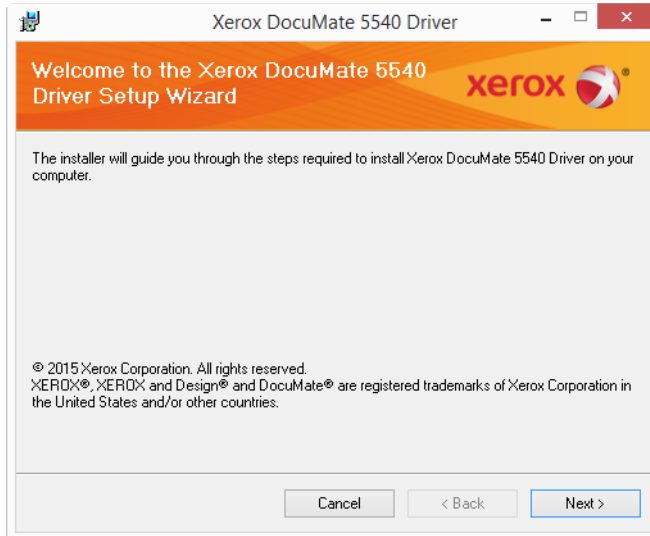 Xerox DocuMate 5540 Driver
Welcome to the Xerox DocuMate 5540
Driver Setup Wizard
xerox
The installer will guide you through the steps required to install Xerox DocuMate 5540 Driver on your
computer.
© 2015 Xerox Corporation. All rights reserved.
XEROX®, XEROX and Design® and DocuMate® are registered trademarks of Xerox Corporation in
the United States and/or other countries.
Cancel < Back Next >